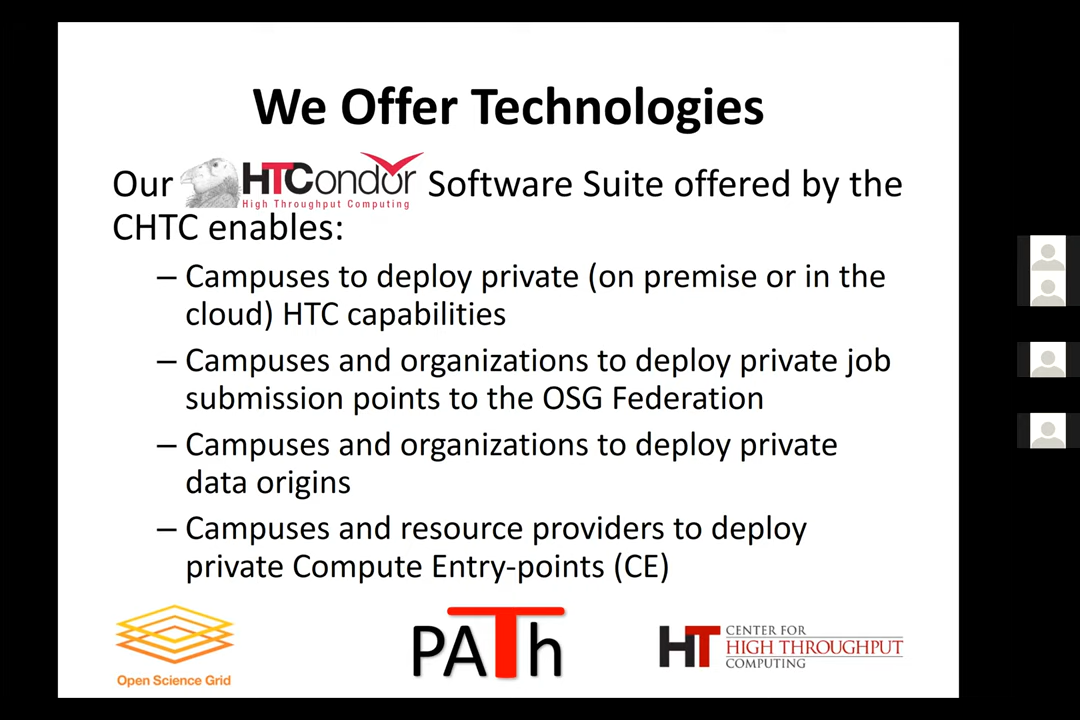 We Offer Technologies
Our HTCondor Software Suite offered by the
High Throughput Computing
CHTC enables:
– Campuses to deploy private (on premise or in the
cloud) HTC capabilities
– Campuses and organizations to deploy private job
submission points to the OSG Federation
– Campuses and organizations to deploy private
data origins
– Campuses and resource providers to deploy
private Compute Entry-points (CE)
Open Science Grid
PATh
HT CENTER FOR
HIGH THROUGHPUT
COMPUTING